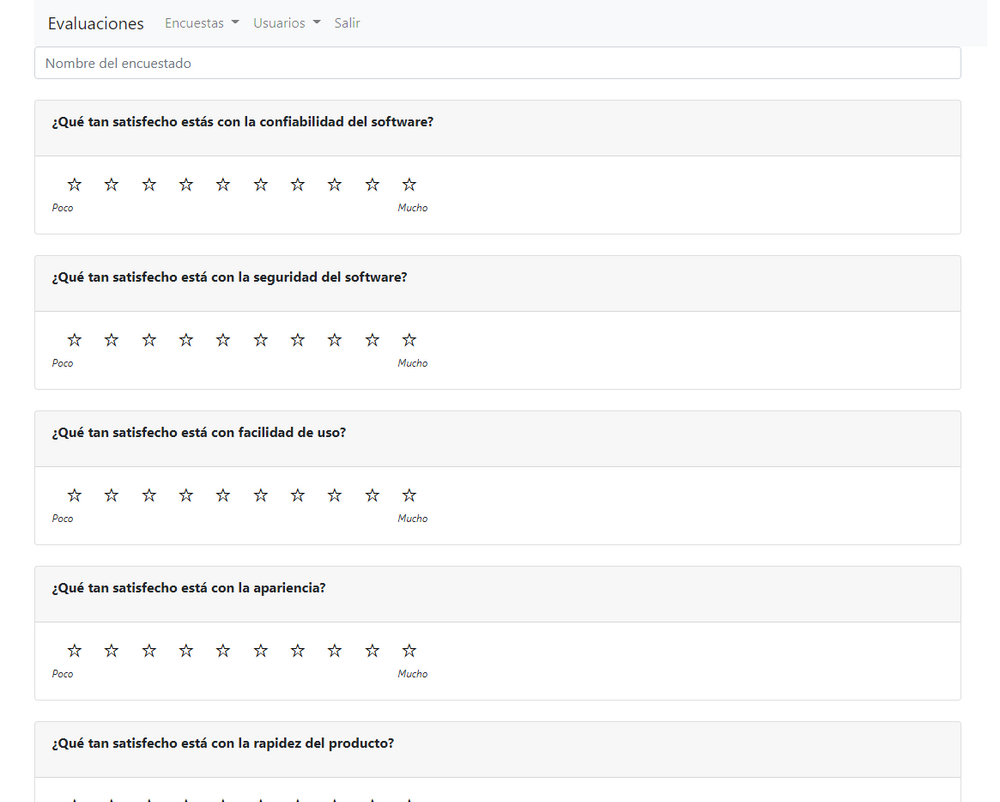 Evaluaciones Encuestas Usuarios Salir
Nombre del encuestado
¿Qué tan satisfecho estás con la confiabilidad del software?
Poco Mucho
¿Qué tan satisfecho está con la seguridad del software?
Poco Mucho
¿Qué tan satisfecho está con facilidad de uso?
Poco Mucho
¿Qué tan satisfecho está con la apariencia?
Poco Mucho
¿Qué tan satisfecho está con la rapidez del producto?